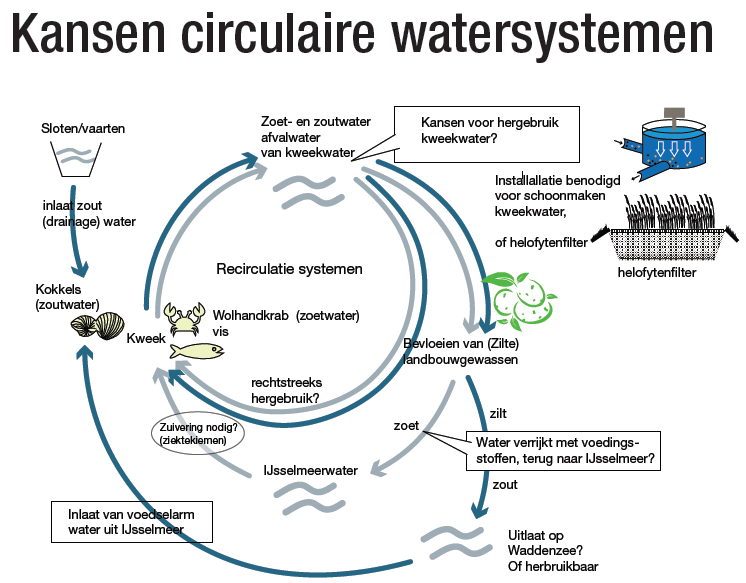 Kansen circulaire watersystemen
Sloten/vaarten
inlaat zout
(drainage) water
Kokkels
(zoutwater)
Kweek
Zoet- en zoutwater
afvalwater
van kweekwater
Kansen voor hergebruik
kweekwater?
Installallatie benodigd
voor schoonmaken
kweekwater,
of helofytenfilter
helofytenfilter
Recirculatie systemen
Wolhandkrab (zoetwater)
vis
Bevloeien van (Zilte)
landbouwgewassen
rechtstreeks
hergebruik?
Zuivering nodig?
(ziektekiemen)
zoet
zilt
Water verrijkt met voedings-
stoffen, terug naar IJsselmeer?
IJsselmeerwater
zout
Inlaat van voedselarm
water uit IJsselmeer
Uitlaat op
Waddenzee?
Of herbruikbaar